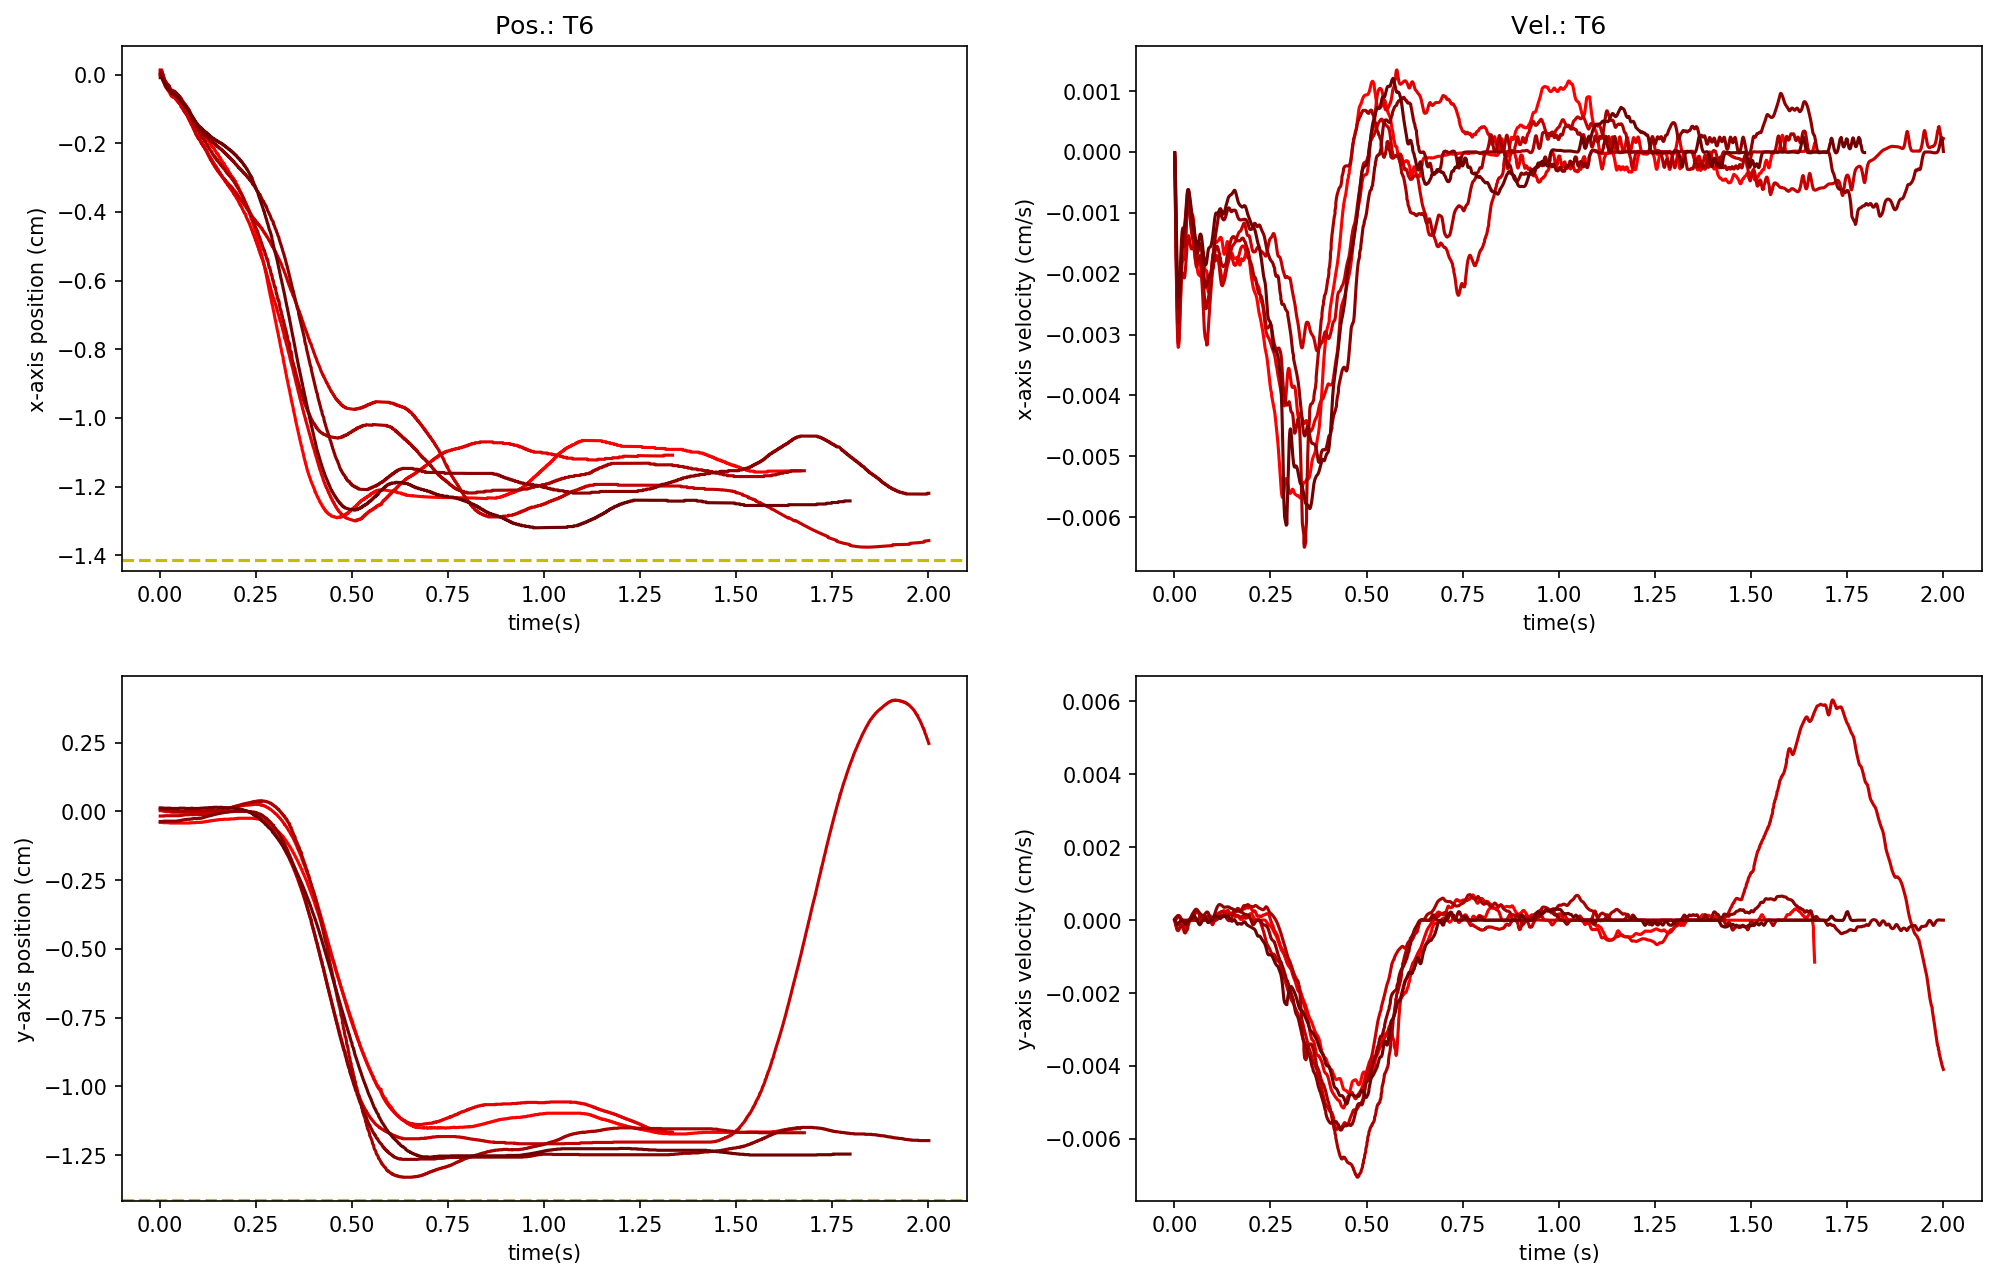 Pos.: T6
Vel.: T6
0.0
−0.2
−0.4
−0.6
−0.8
−1.0
−1.2
−1.4
x-axis position (cm)
0.00 0.25 0.50 0.75 1.00 1.25 1.50 1.75 2.00
time(s)
0.001
0.000
−0.001
−0.002
−0.003
−0.004
−0.005
−0.006
x-axis velocity (cm/s)
0.00 0.25 0.50 0.75 1.00 1.25 1.50 1.75 2.00
time(s)
0.25
0.00
−0.25
−0.50
−0.75
−1.00
−1.25
y-axis position (cm)
0.00 0.25 0.50 0.75 1.00 1.25 1.50 1.75 2.00
time(s)
0.006
0.004
0.002
0.000
−0.002
−0.004
−0.006
y-axis velocity (cm/s)
0.00 0.25 0.50 0.75 1.00 1.25 1.50 1.75 2.00
time (s)